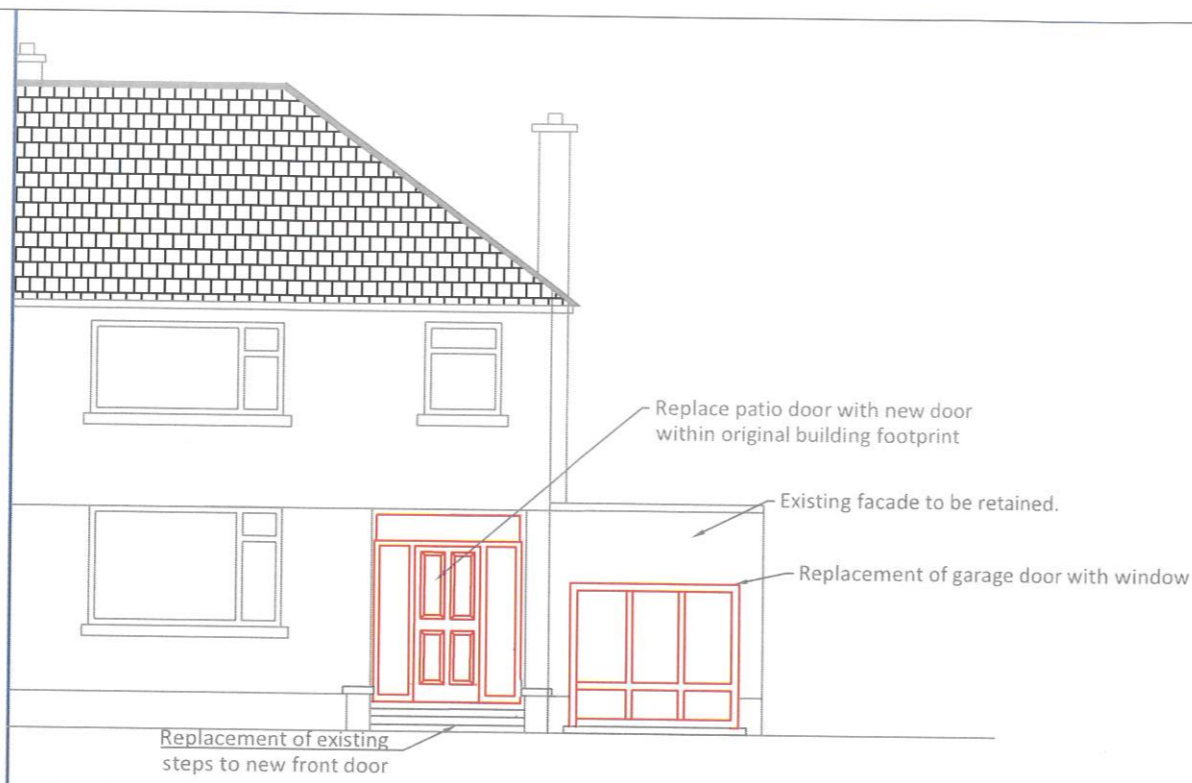 Replace patio door with new door
within original building footprint
Existing facade to be retained.
Replacement of garage door with window
Replacement of existing
steps to new front door